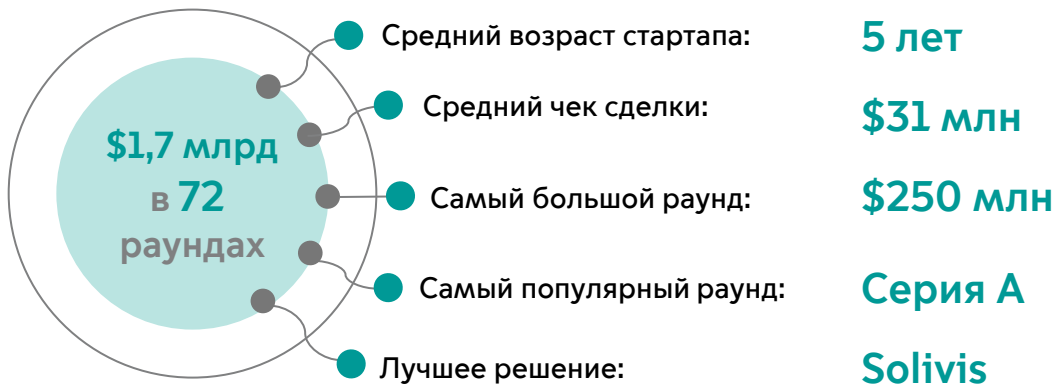 $1,7 млрд
в 72
раундах
Средний возраст стартапа: 5 лет
Средний чек сделки: $31 млн
Самый большой раунд: $250 млн
Самый популярный раунд: Серия А
Лучшее решение: Solivis